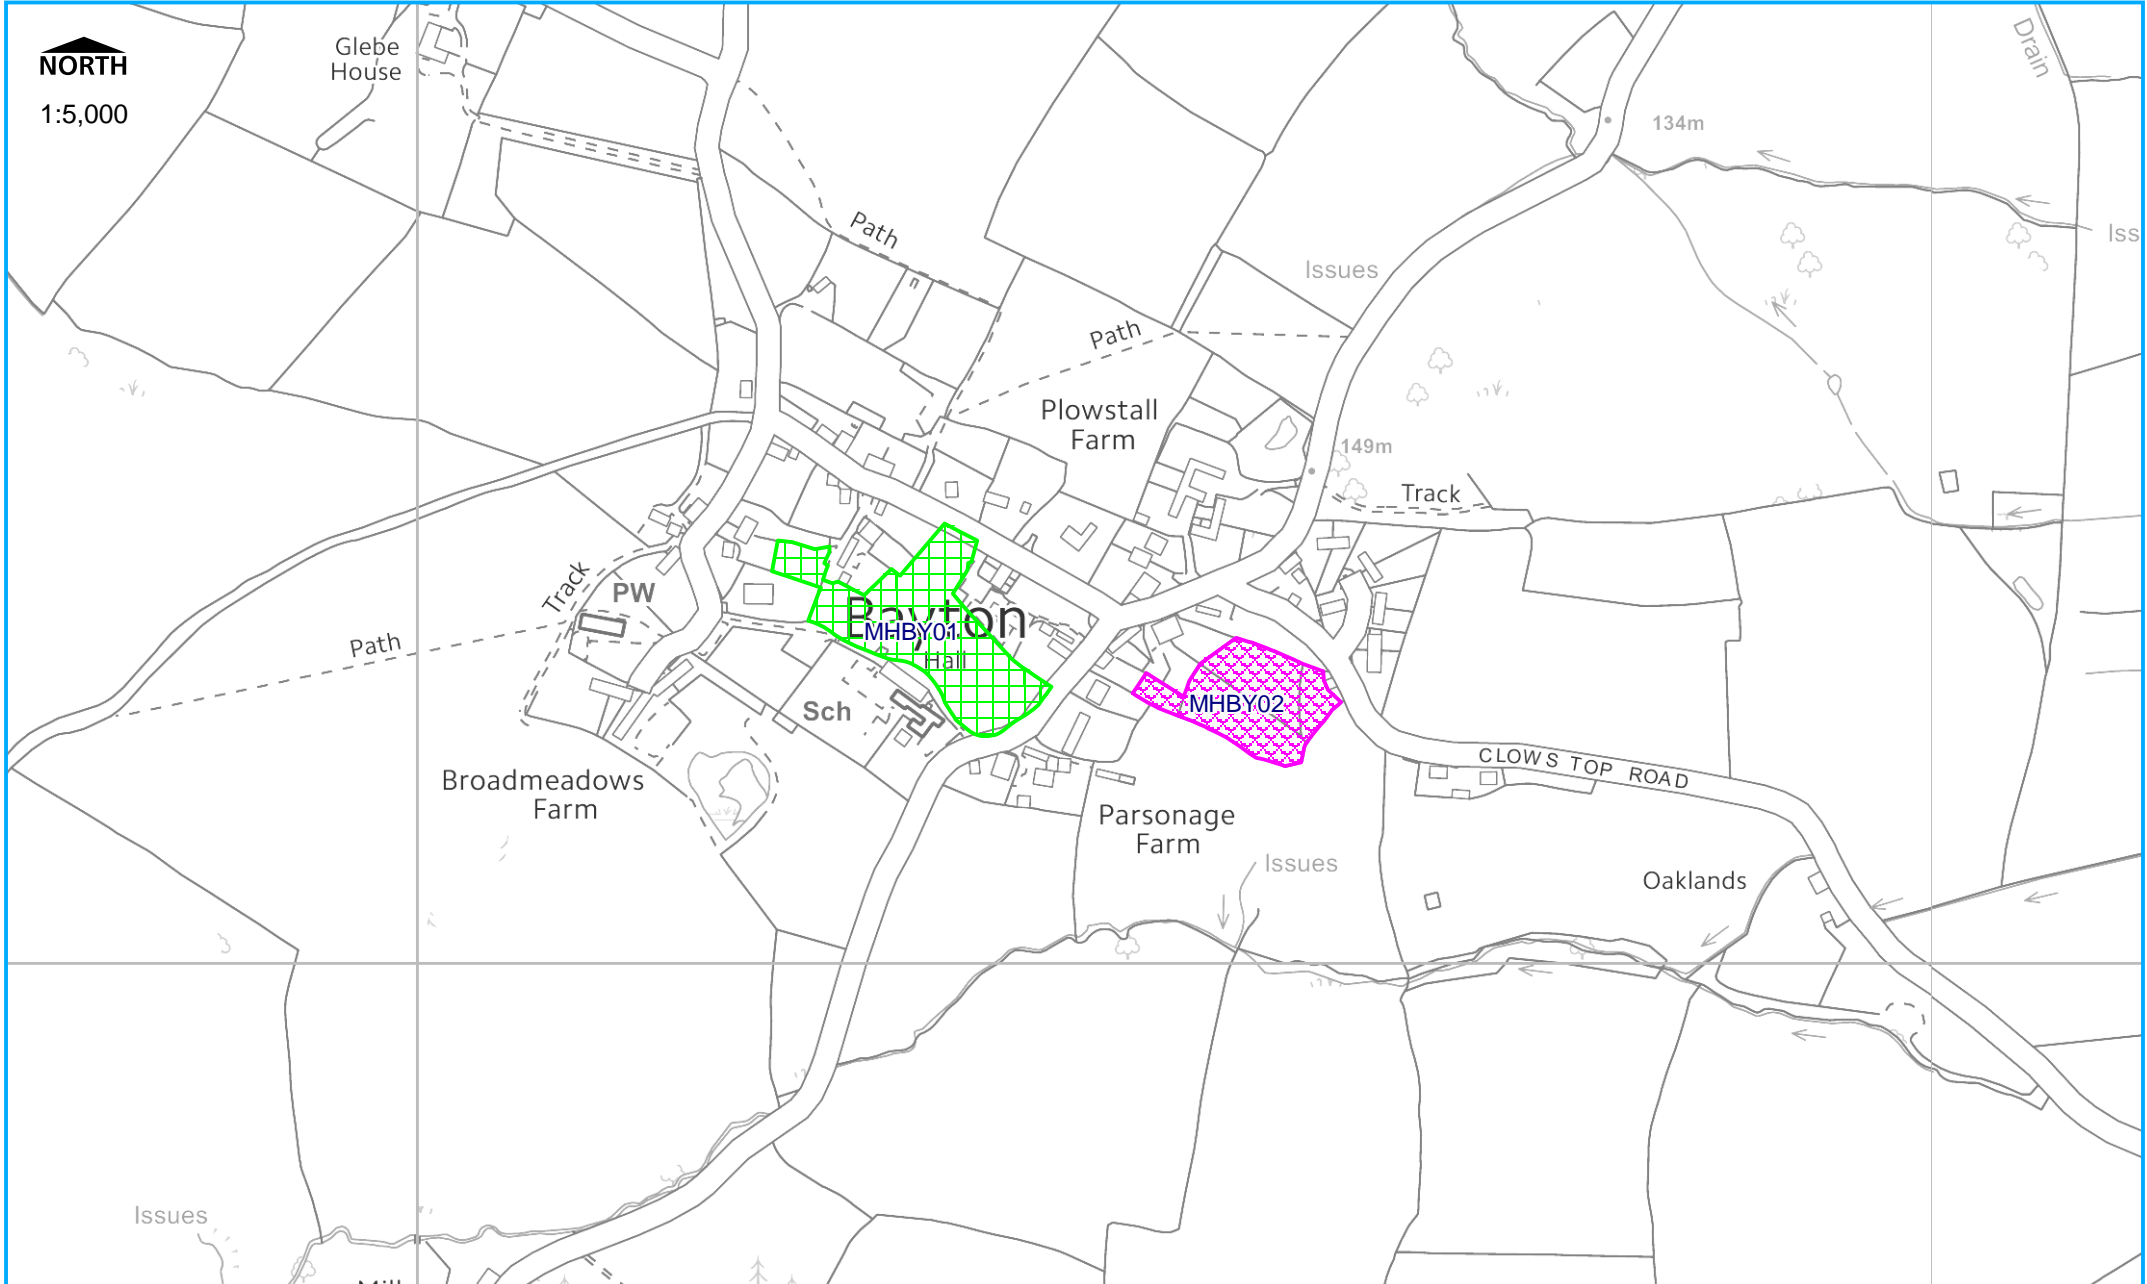 Glebe
House
NORTH
1:5,000
Drain
134m
Path
Iss
Issues
Path
Plowstall
Farm
149m
Track
Track
PW
Bayton
MHBY01
Hall
Path
Sch
MHBY02
CLOWS TOP ROAD
Broadmeadows
Farm
Parsonage
Farm
Issues
Oaklands
Issues